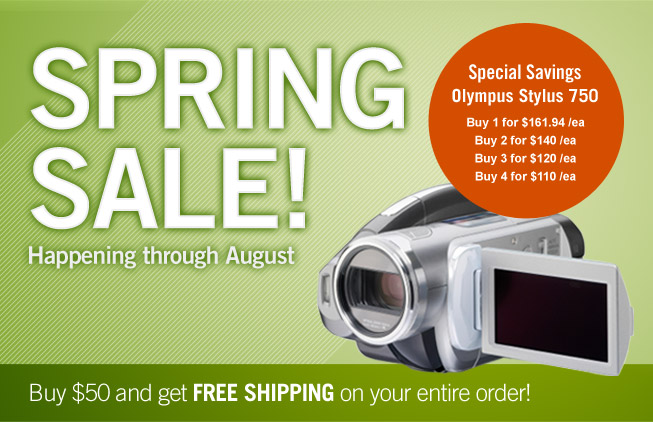 SPRING
SALE!
Happening through August
Special Savings
Olympus Stylus 750
Buy 1 for $161.94 /ea
Buy 2 for $140 /ea
Buy 3 for $120 /ea
Buy 4 for $110 /ea
Buy $50 and get FREE SHIPPING on your entire order!